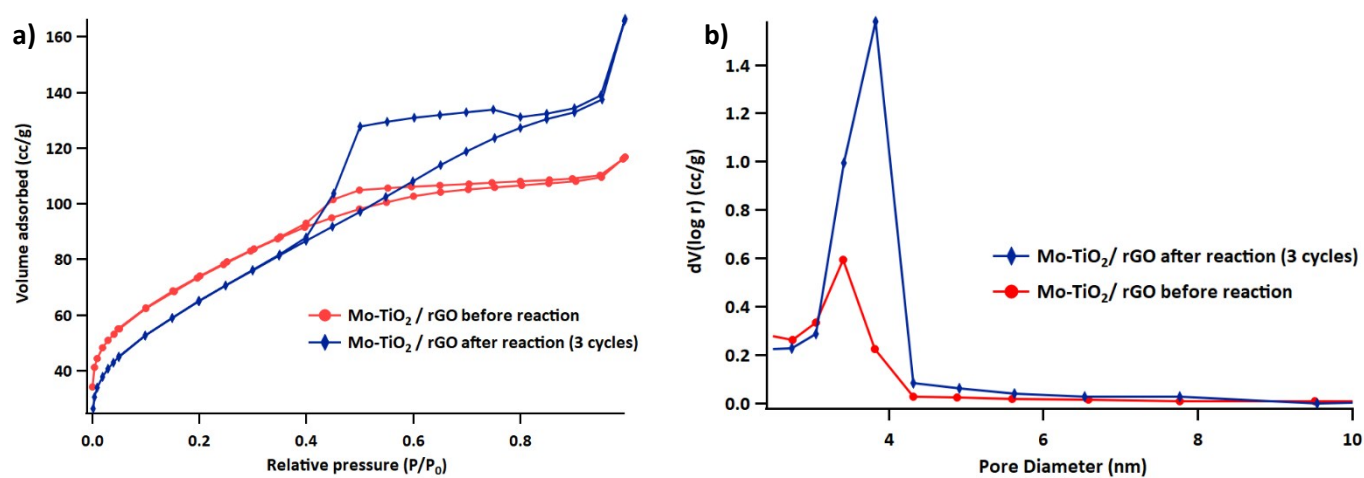 a)
160
140
120
100
80
60
40
Volume adsorbed (cc/g)
Mo-TiO₂ / rGO before reaction
Mo-TiO₂ / rGO after reaction (3 cycles)
0.0 0.2 0.4 0.6 0.8
Relative pressure (P/P₀)
b)
1.4
1.2
1.0
0.8
0.6
0.4
0.2
0.0
dV(log r) (cc/g)
Mo-TiO₂/ rGO after reaction (3 cycles)
Mo-TiO₂/ rGO before reaction
4 6 8 10
Pore Diameter (nm)